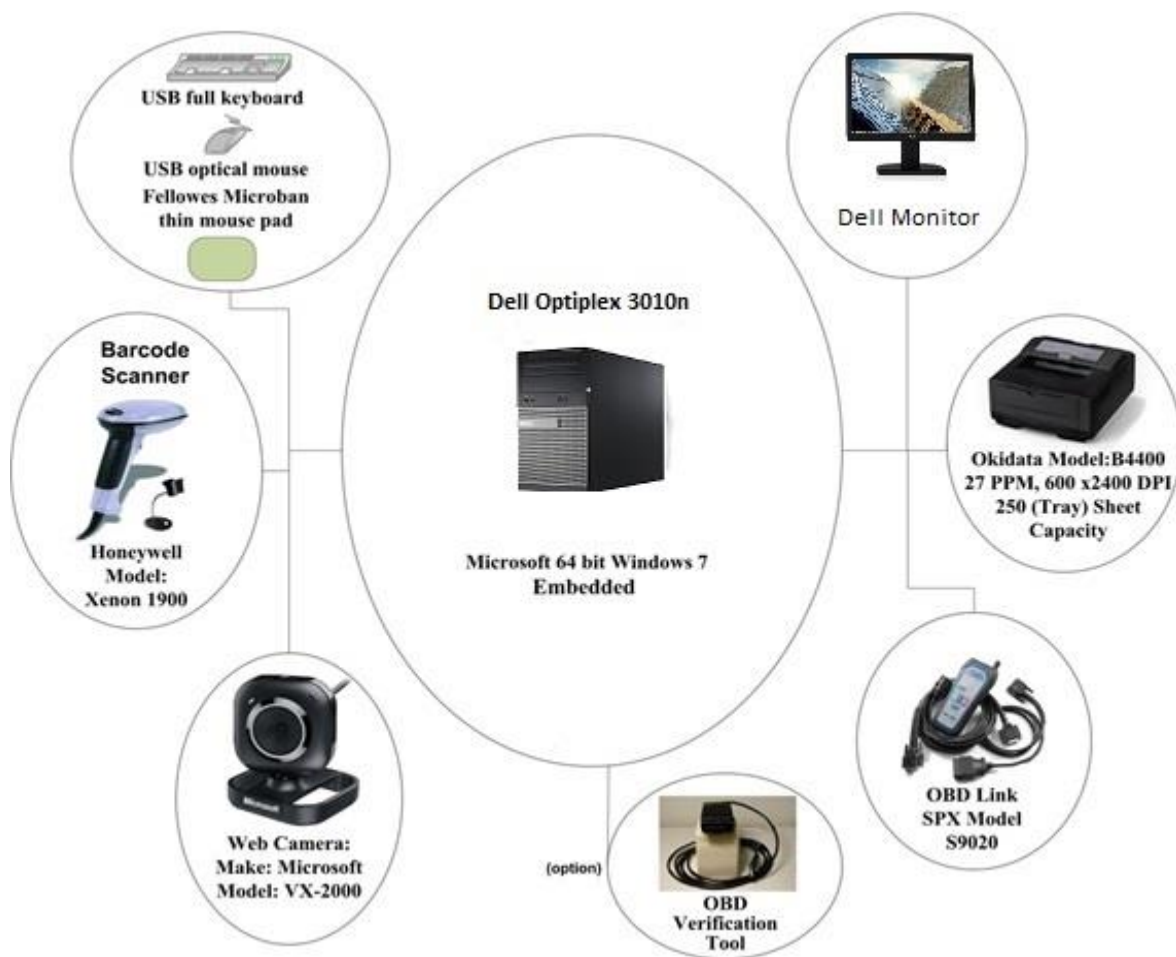 USB full keyboard
USB optical mouse
Fellowes Microban
thin mouse pad
Dell Monitor
Dell Optiplex 3010n
Microsoft 64 bit Windows 7
Embedded
Barcode
Scanner
Honeywell
Model:
Xenon 1900
Okidata Model:B4400
27 PPM, 600 x2400 DPI,
250 (Tray) Sheet
Capacity
Microsoft
Web Camera:
Make: Microsoft
Model: VX-2000
(option)
OBD
Verification
Tool
OBD Link
SPX Model
S9020